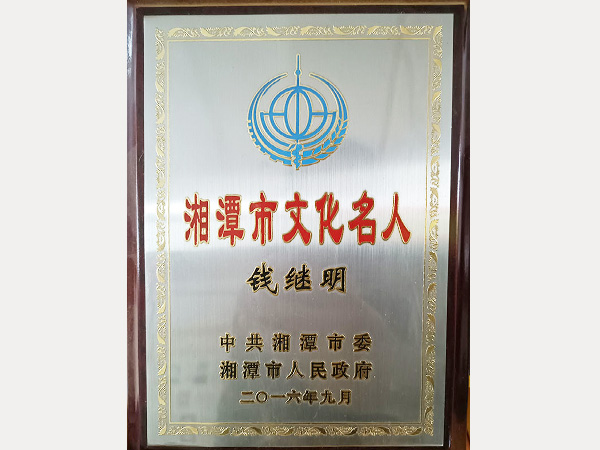 湘潭市文化名人
钱继明
中共湘潭市委
湘潭市人民政府
二〇一六年九月